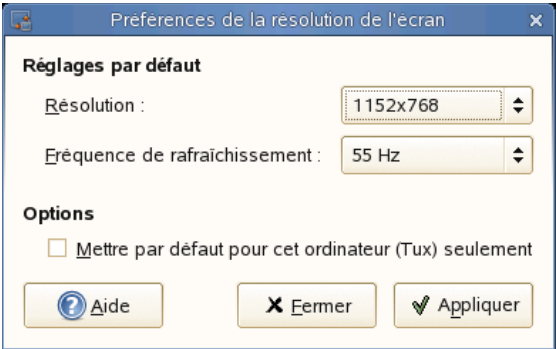 Préférences de la résolution de l'écran
Réglages par défaut
Résolution : 1152x768
Fréquence de rafraîchissement : 55 Hz
Options
Mettre par défaut pour cet ordinateur (Tux) seulement
Aide Fermer Appliquer